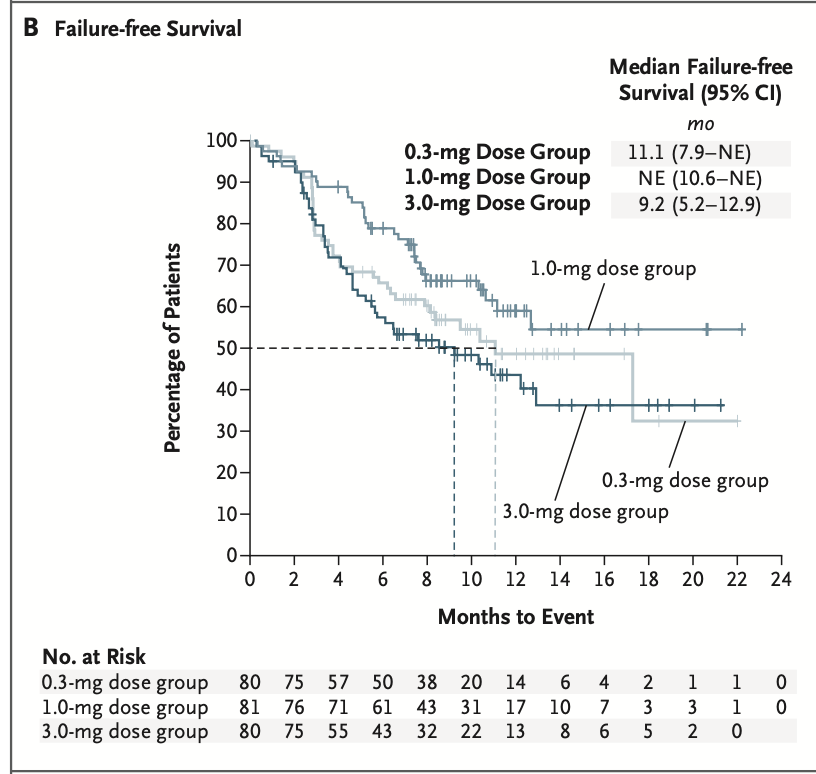 B Failure-free Survival
Median Failure-free
Survival (95% CI)
mo
0.3-mg Dose Group 11.1 (7.9–NE)
1.0-mg Dose Group NE (10.6–NE)
3.0-mg Dose Group 9.2 (5.2–12.9)
Percentage of Patients
100
90
80
70
60
50
40
30
20
10
0
1.0-mg dose group
0.3-mg dose group
3.0-mg dose group
0 2 4 6 8 10 12 14 16 18 20 22 24
Months to Event
No. at Risk
0.3-mg dose group 80 75 57 50 38 20 14 6 4 2 1 1 0
1.0-mg dose group 81 76 71 61 43 31 17 10 7 3 3 1 0
3.0-mg dose group 80 75 55 43 32 22 13 8 6 5 2 0